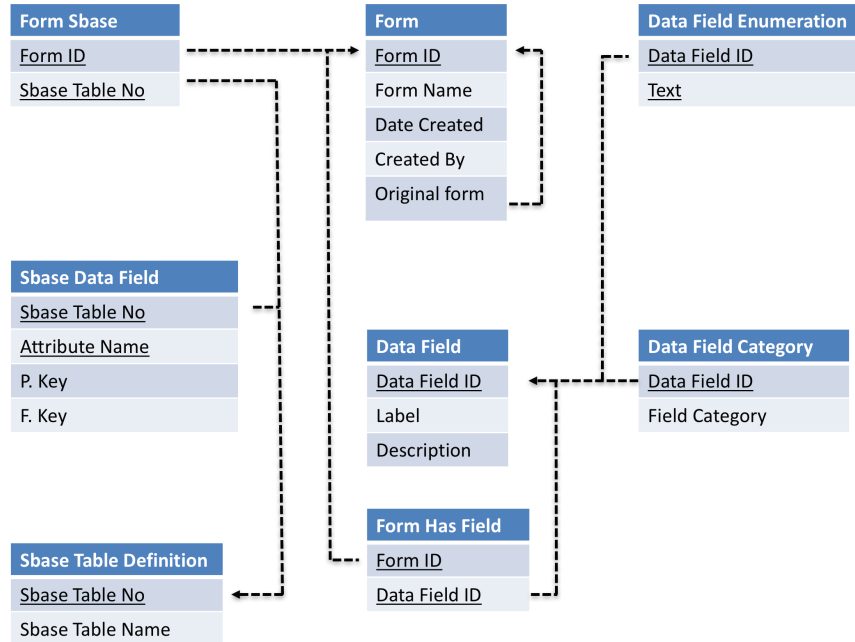 Form Sbase
Form ID
Sbase Table No
Form
Form ID
Form Name
Date Created
Created By
Original form
Data Field Enumeration
Data Field ID
Text
Sbase Data Field
Sbase Table No
Attribute Name
P. Key
F. Key
Data Field
Data Field ID
Label
Description
Data Field Category
Data Field ID
Field Category
Form Has Field
Form ID
Data Field ID
Sbase Table Definition
Sbase Table No
Sbase Table Name